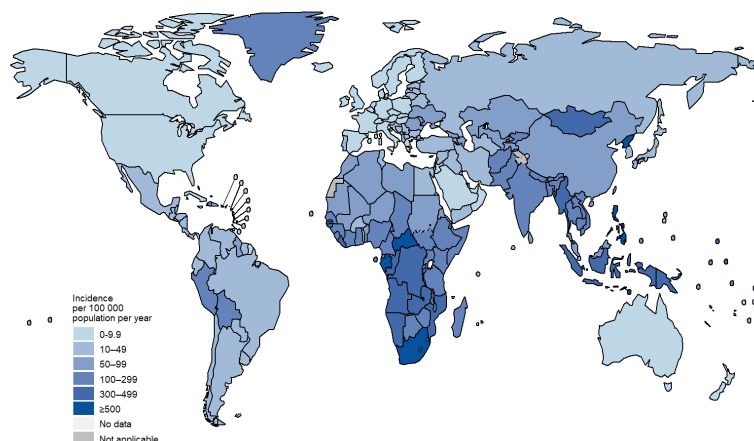 Incidence
per 100 000
population per year
0-9.9
10–49
50–99
100–299
300–499
≥500
No data
Not applicable